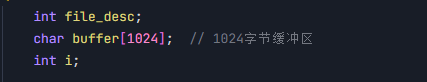 int file_desc;
char buffer[1024];  // 1024字节缓冲区
int i;